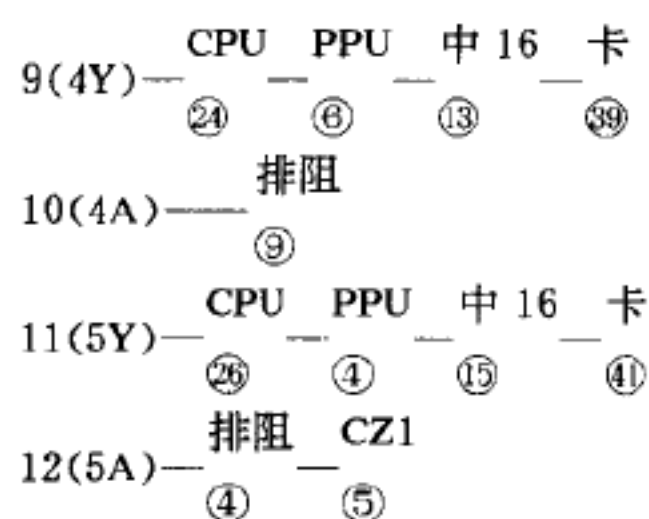 CPU PPU 中 16 卡
9(4Y)— — — —
㉔ ⑥ ⑬ ㊴
排阻
10(4A)——
⑨
CPU PPU 中 16 卡
11(5Y)— — — —
㉖ ④ ⑮ ㊶
排阻 CZ1
12(5A)— —
④ ⑤